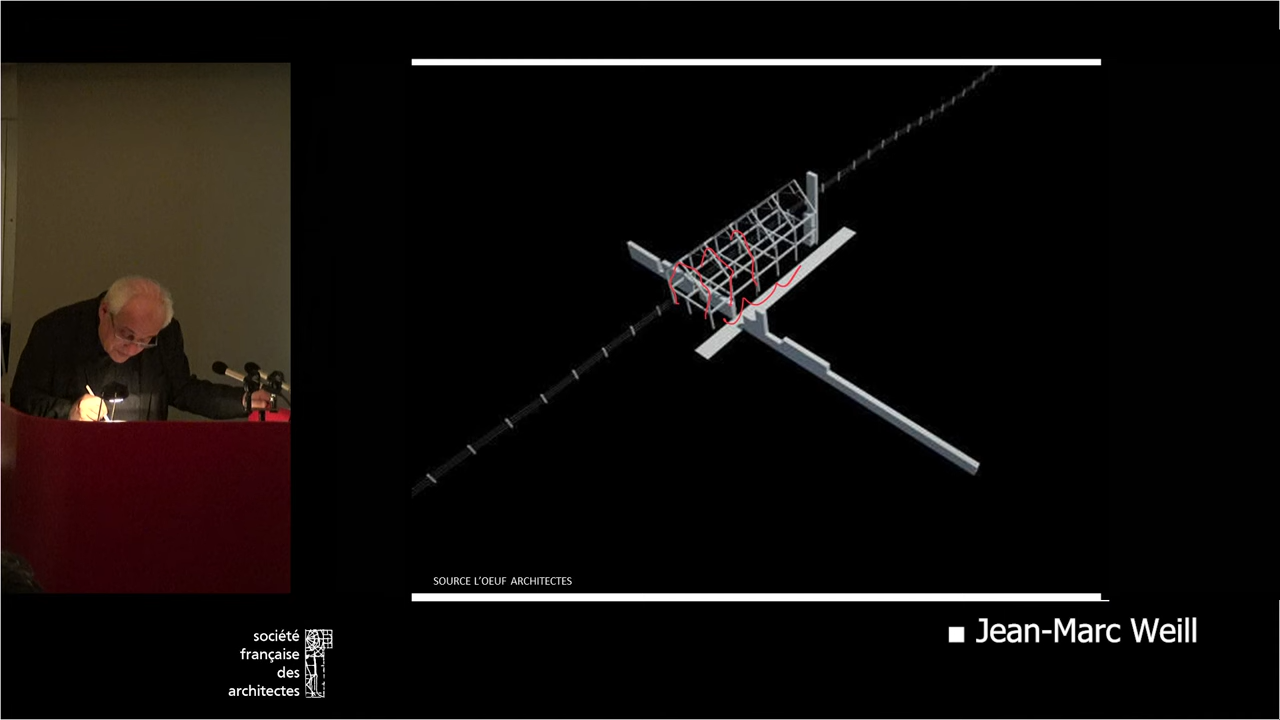 SOURCE L'OEUF ARCHITECTES
Jean-Marc Weill
société
française
des
architectes